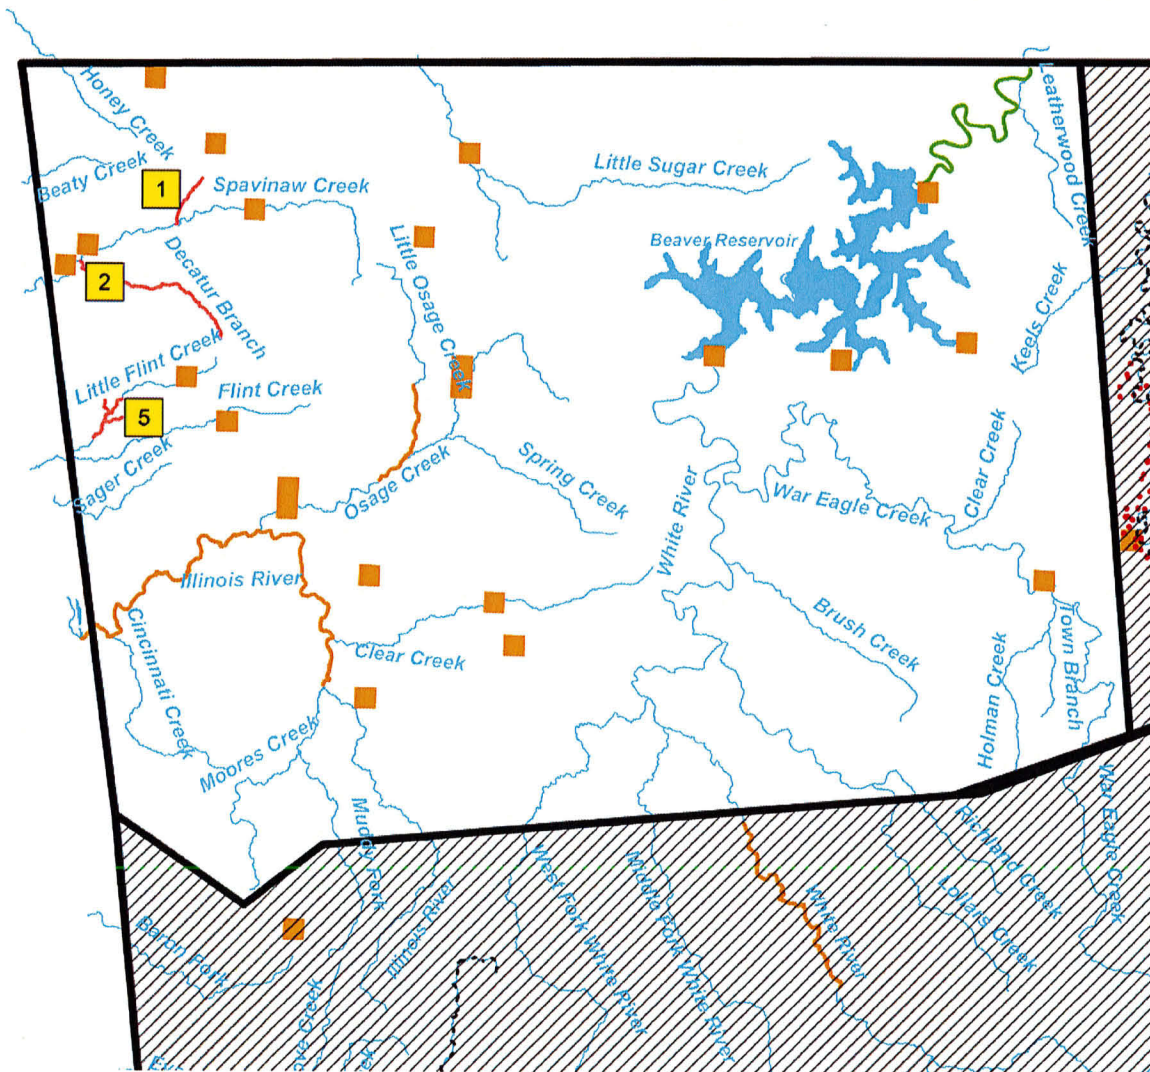 Honey Creek
Leatherwood Creek
Beaty Creek
1
Spavinaw Creek
Little Sugar Creek
Beaver Reservoir
Decatur Branch
Little Osage Creek
2
Keels Creek
Little Flint Creek
Flint Creek
5
Sager Creek
Osage Creek
Spring Creek
White River
War Eagle Creek
Clear Creek
Illinois River
Cincinnati Creek
Clear Creek
Brush Creek
Holman Creek
Town Branch
Moores Creek
Muddy Fork
Illinois River
West Fork White River
Middle Fork White River
White River
Richland Creek
Lollars Creek
War Eagle Creek
Baron Fork
ove Creek
ek